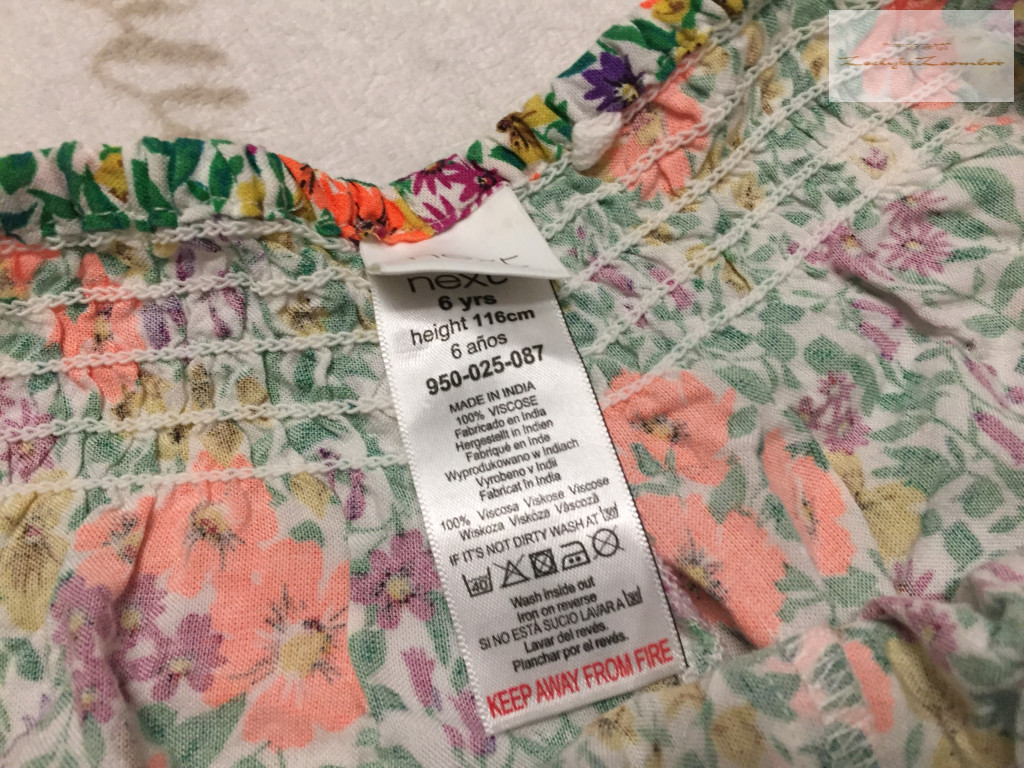 next
6 yrs
height 116cm
6 años
950-025-087
MADE IN INDIA
100% VISCOSE
Fabricado en India
Hergestellt in Indien
Fabriqué en Inde
Wyprodukowano w Indiach
Vyrobeno v Indii
Fabricat în India
100% Viscosa Viskose Viscose
Wiskoza Viskóza Vâscoză
IF IT'S NOT DIRTY WASH AT 30
40
Wash inside out
Iron on reverse
SI NO ESTÁ SUCIO LAVAR A 30
Lavar del revés.
Planchar por el revés.
KEEP AWAY FROM FIRE